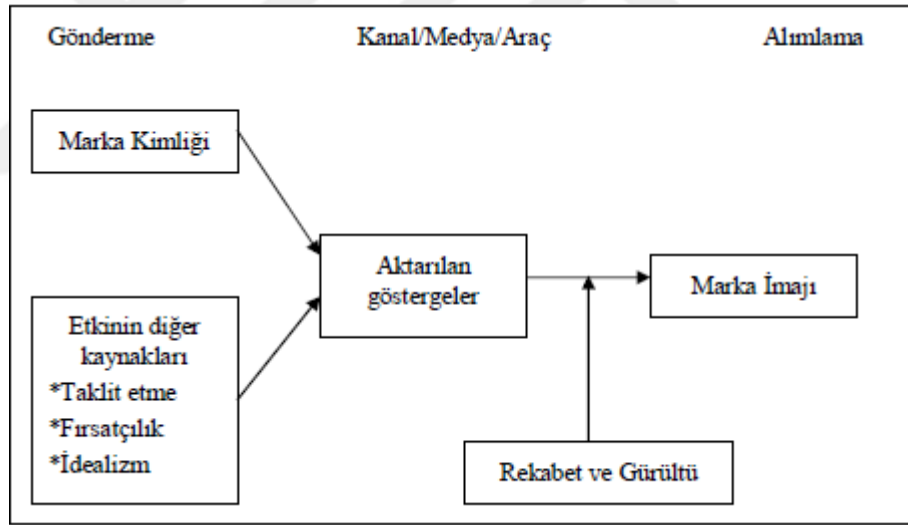 Gönderme
Kanal/Medya/Araç
Alımlama
Marka Kimliği
Aktarılan
göstergeler
Marka İmajı
Etkinin diğer
kaynakları
*Taklit etme
*Fırsatçılık
*İdealizm
Rekabet ve Gürültü